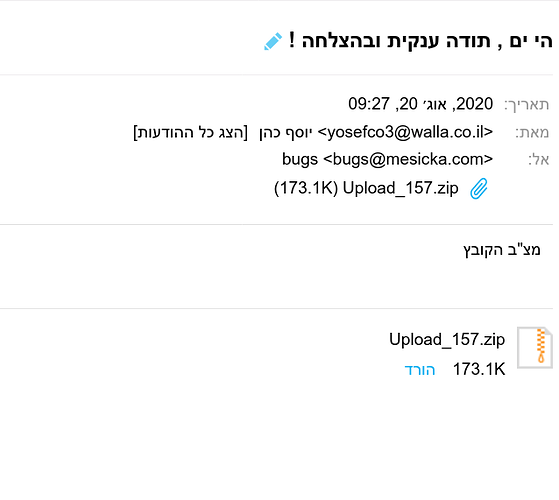 הי ים , תודה ענקית ובהצלחה !
תאריך: 2020, אוג׳ 20, 09:27
מאת: יוסף כהן <yosefco3@walla.co.il> [הצג כל ההודעות]
אל: bugs <bugs@mesicka.com>
Upload_157.zip (173.1K)
מצ"ב הקובץ
Upload_157.zip
173.1K הורד